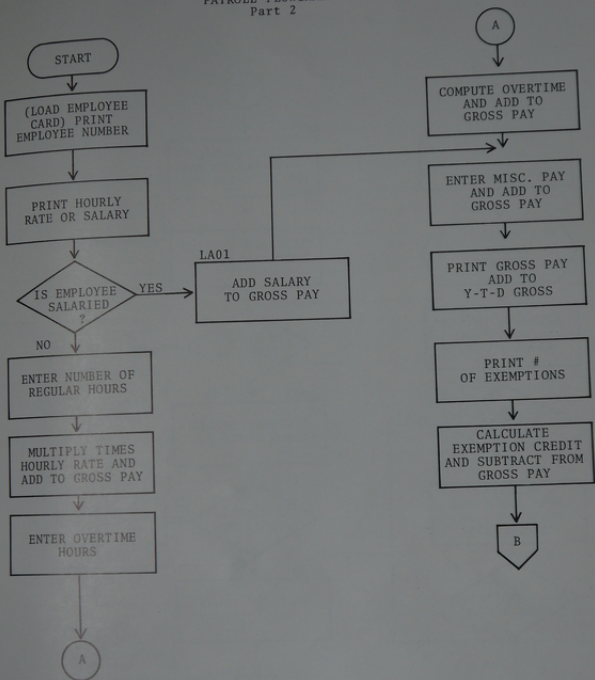 Part 2
START
(LOAD EMPLOYEE
CARD) PRINT
EMPLOYEE NUMBER
PRINT HOURLY
RATE OR SALARY
IS EMPLOYEE
SALARIED
?
YES
NO
LA01
ADD SALARY
TO GROSS PAY
ENTER NUMBER OF
REGULAR HOURS
MULTIPLY TIMES
HOURLY RATE AND
ADD TO GROSS PAY
ENTER OVERTIME
HOURS
A
A
COMPUTE OVERTIME
AND ADD TO
GROSS PAY
ENTER MISC. PAY
AND ADD TO
GROSS PAY
PRINT GROSS PAY
ADD TO
Y-T-D GROSS
PRINT #
OF EXEMPTIONS
CALCULATE
EXEMPTION CREDIT
AND SUBTRACT FROM
GROSS PAY
B